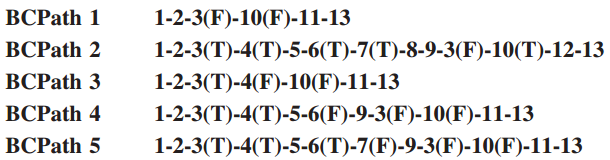 BCPath 1 1-2-3(F)-10(F)-11-13
BCPath 2 1-2-3(T)-4(T)-5-6(T)-7(T)-8-9-3(F)-10(T)-12-13
BCPath 3 1-2-3(T)-4(F)-10(F)-11-13
BCPath 4 1-2-3(T)-4(T)-5-6(F)-9-3(F)-10(F)-11-13
BCPath 5 1-2-3(T)-4(T)-5-6(T)-7(F)-9-3(F)-10(F)-11-13